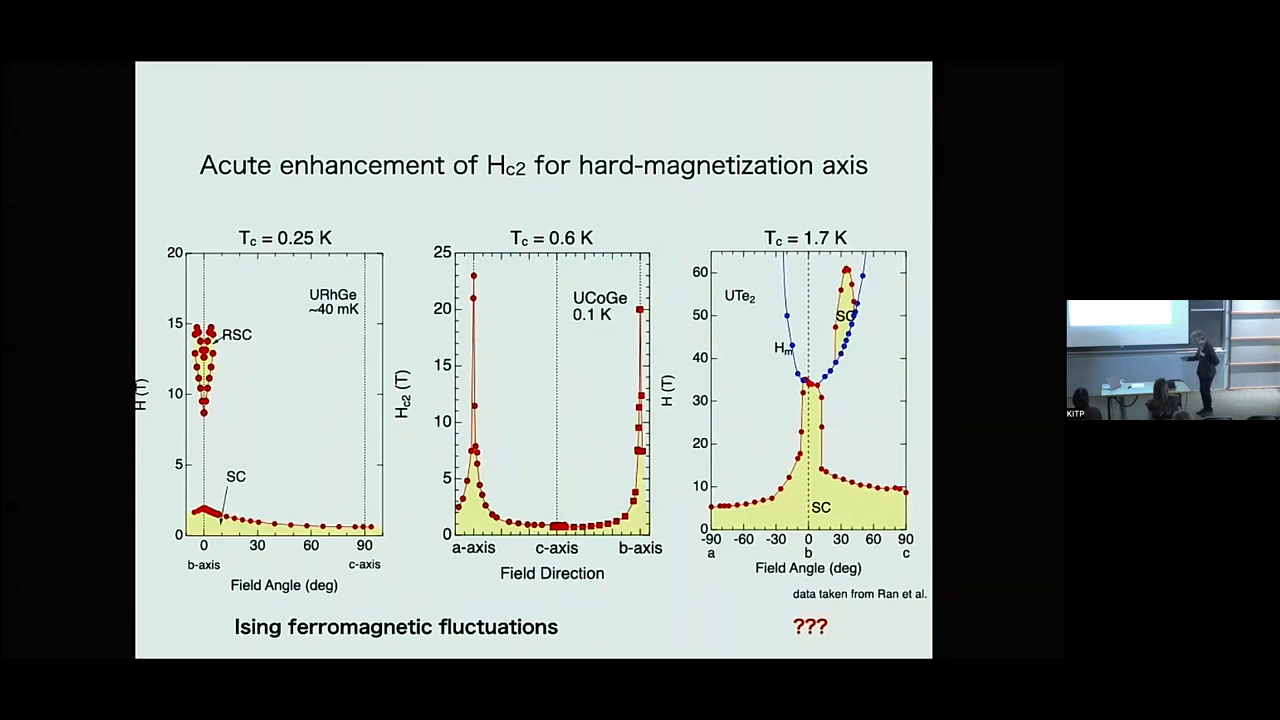 Acute enhancement of Hc2 for hard-magnetization axis
Tc = 0.25 K
20
15
10
5
0
H (T)
URhGe
~40 mK
RSC
SC
0
30
60
90
b-axis
c-axis
Field Angle (deg)
Tc = 0.6 K
25
20
15
10
5
0
Hc2 (T)
UCoGe
0.1 K
a-axis
c-axis
b-axis
Field Direction
Tc = 1.7 K
60
50
40
30
20
10
0
H (T)
UTe2
Hm
SC
SC
-90
-60
-30
0
30
60
90
a
b
c
Field Angle (deg)
data taken from Ran et al.
Ising ferromagnetic fluctuations
???
KITP